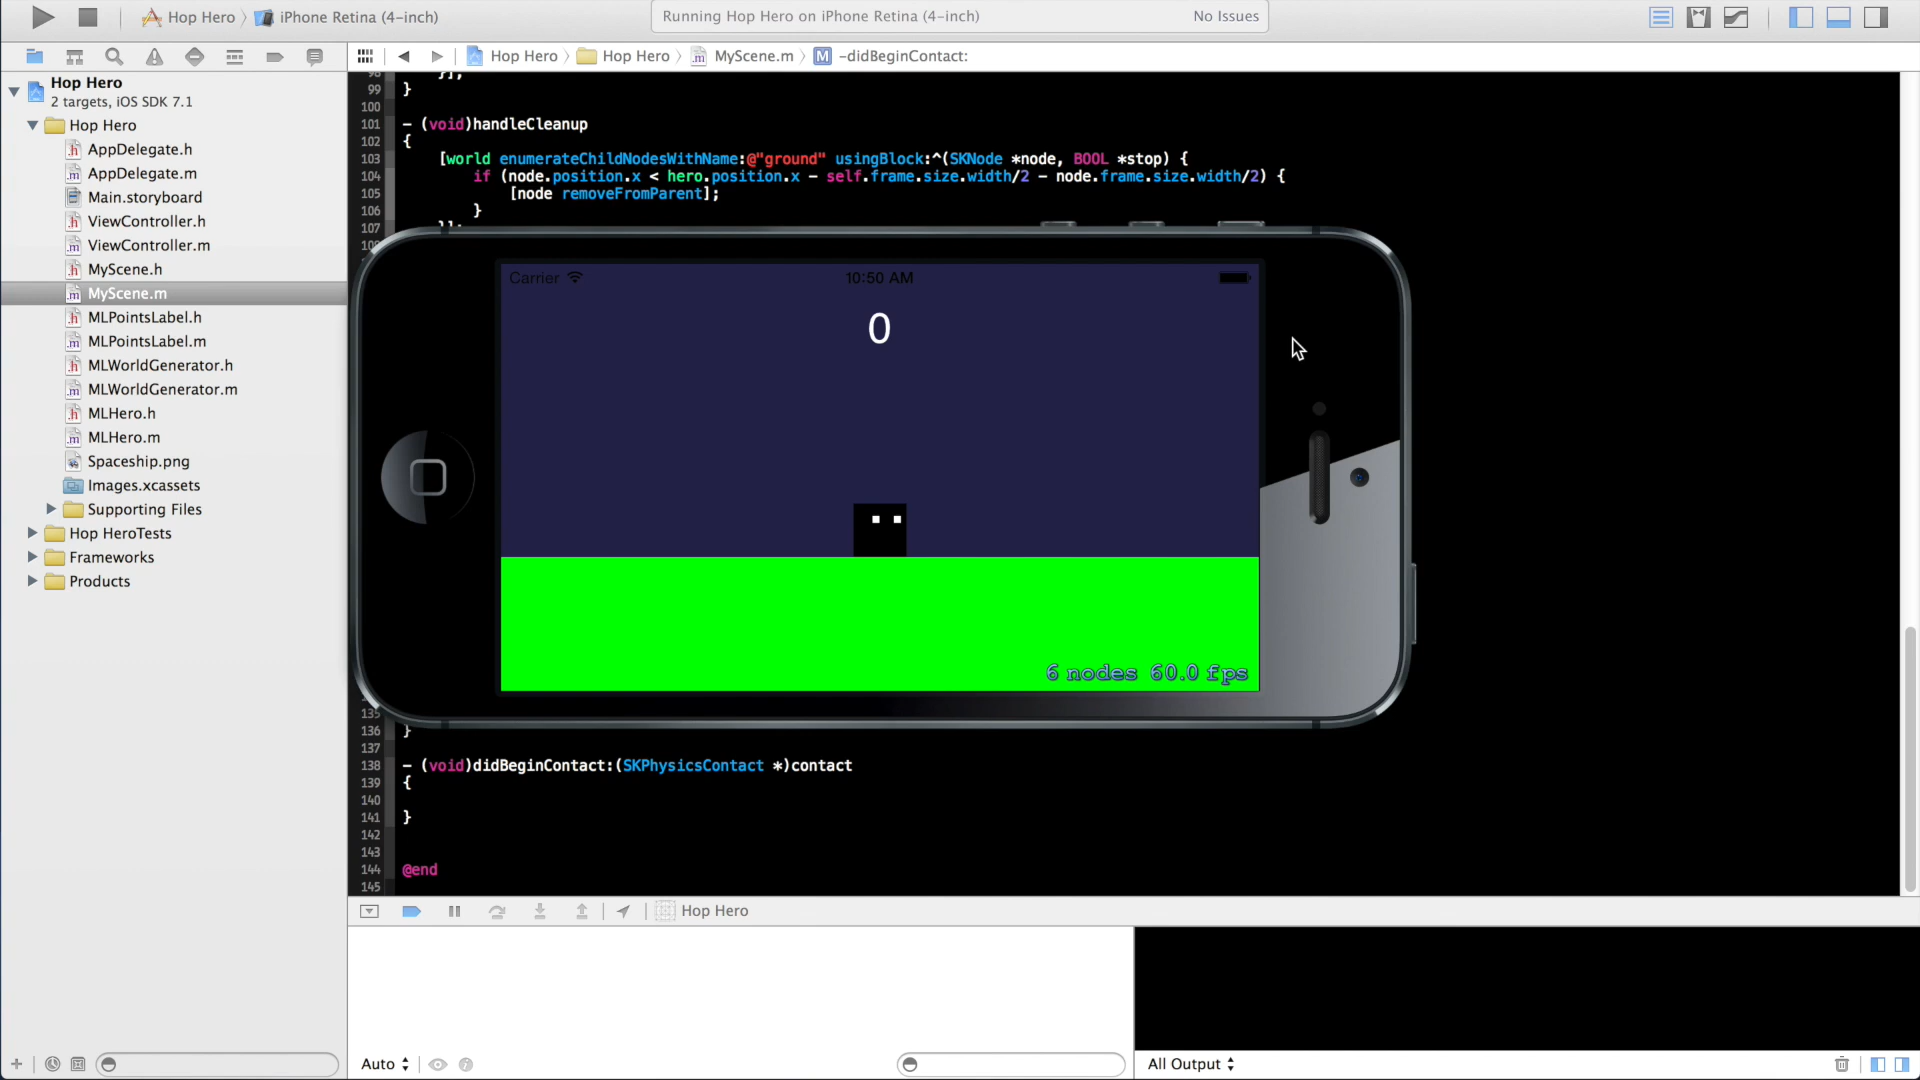 Hop Hero 〉 iPhone Retina (4-inch)
Running Hop Hero on iPhone Retina (4-inch)
No Issues
Hop Hero 〉 Hop Hero 〉 MyScene.m 〉 M -didBeginContact:
Hop Hero
2 targets, iOS SDK 7.1
Hop Hero
AppDelegate.h
AppDelegate.m
Main.storyboard
ViewController.h
ViewController.m
MyScene.h
MyScene.m
MLPointsLabel.h
MLPointsLabel.m
MLWorldGenerator.h
MLWorldGenerator.m
MLHero.h
MLHero.m
Spaceship.png
Images.xcassets
Supporting Files
Hop HeroTests
Frameworks
Products
98 }];
99 }
100
101 - (void)handleCleanup
102 {
103 [world enumerateChildNodesWithName:@"ground" usingBlock:^(SKNode *node, BOOL *stop) {
104 if (node.position.x < hero.position.x - self.frame.size.width/2 - node.frame.size.width/2) {
105 [node removeFromParent];
106 }
107 }];
Carrier 10:50 AM
0
6 nodes 60.0 fps
135
136 }
137
138 - (void)didBeginContact:(SKPhysicsContact *)contact
139 {
140
141 }
142
143
144 @end
145
Hop Hero
Auto
All Output